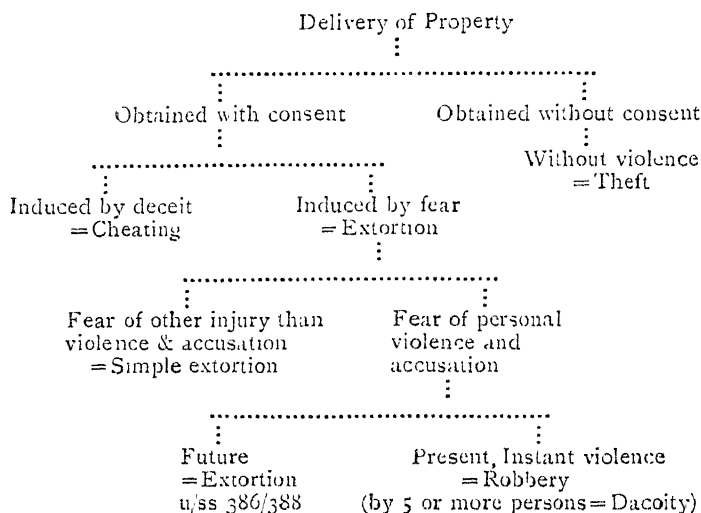 Delivery of Property
Obtained with consent
Obtained without consent
Without violence
=Theft
Induced by deceit
=Cheating
Induced by fear
=Extortion
Fear of other injury than
violence & accusation
=Simple extortion
Fear of personal
violence and
accusation
Future
=Extortion
u/ss 386/388
Present, Instant violence
=Robbery
(by 5 or more persons=Dacoity)